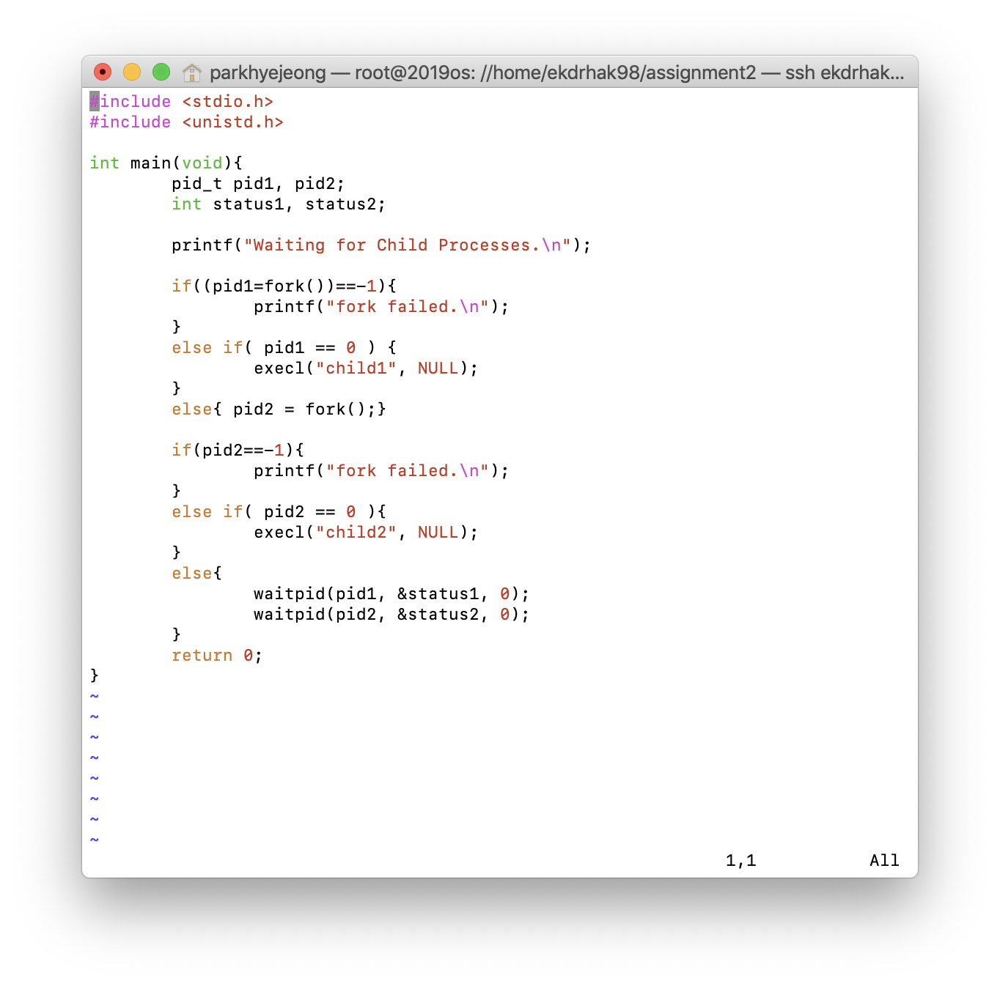 parkhyejeong — root@2019os: //home/ekdrhak98/assignment2 — ssh ekdrhak...
#include <stdio.h>
#include <unistd.h>
int main(void){
pid_t pid1, pid2;
int status1, status2;
printf("Waiting for Child Processes.\n");
if((pid1=fork())==-1){
printf("fork failed.\n");
}
else if( pid1 == 0 ) {
execl("child1", NULL);
}
else{ pid2 = fork();}
if(pid2==-1){
printf("fork failed.\n");
}
else if( pid2 == 0 ){
execl("child2", NULL);
}
else{
waitpid(pid1, &status1, 0);
waitpid(pid2, &status2, 0);
}
return 0;
}
~
~
~
~
~
~
~
~
1,1 All